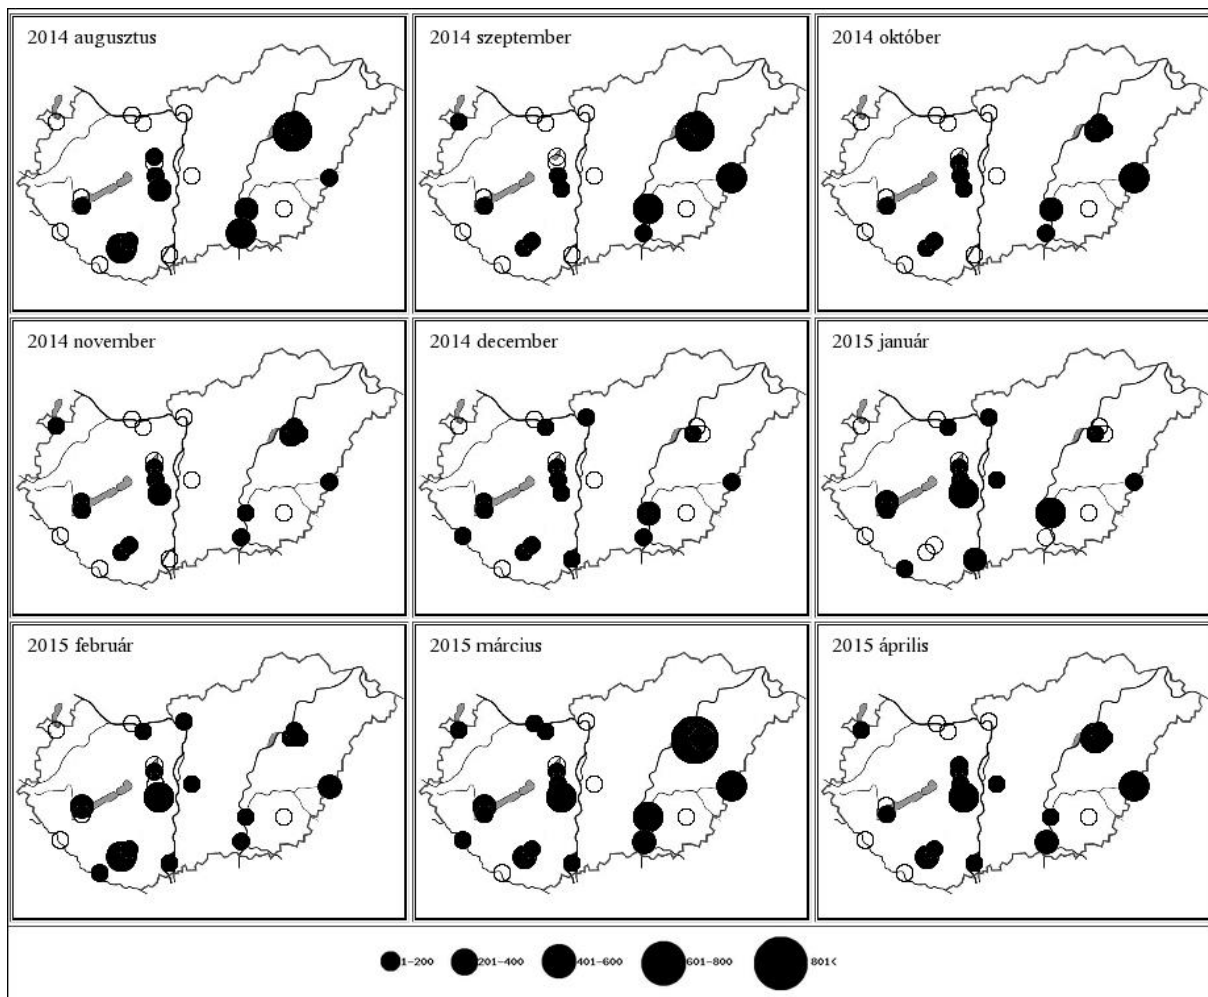 2014 augusztus
2014 szeptember
2014 október
2014 november
2014 december
2015 január
2015 február
2015 március
2015 április
1-200
201-400
401-600
601-800
801<